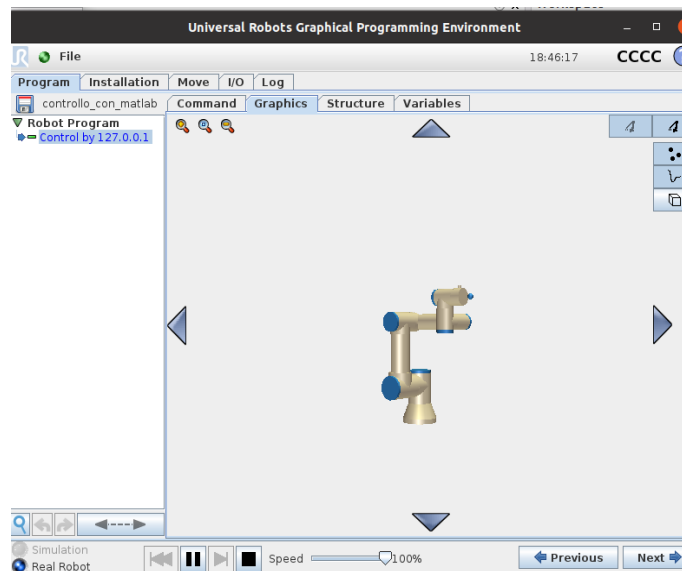 Universal Robots Graphical Programming Environment
File 18:46:17 CCCC
Program Installation Move I/O Log
controllo_con_matlab Command Graphics Structure Variables
Robot Program
Control by 127.0.0.1
Simulation
Real Robot
Speed 100% Previous Next